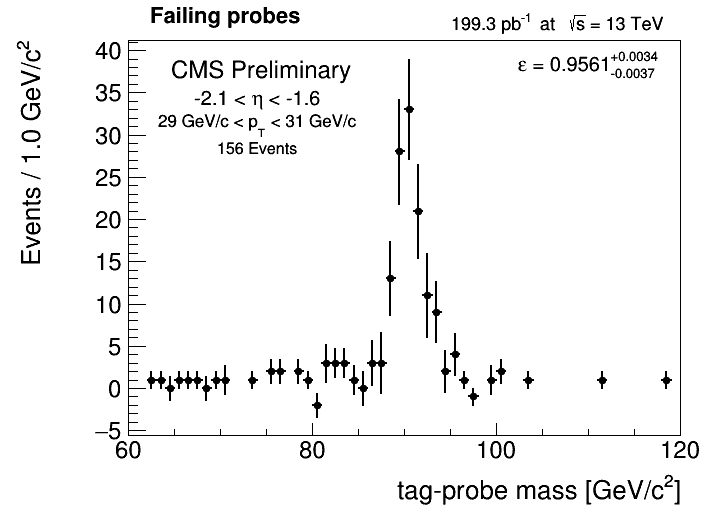 Failing probes
199.3 pb⁻¹ at √s = 13 TeV
CMS Preliminary
-2.1 < η < -1.6
29 GeV/c < p_T < 31 GeV/c
156 Events
ε = 0.9561 +0.0034 -0.0037
Events / 1.0 GeV/c²
40
35
30
25
20
15
10
5
0
−5
60 80 100 120
tag-probe mass [GeV/c²]